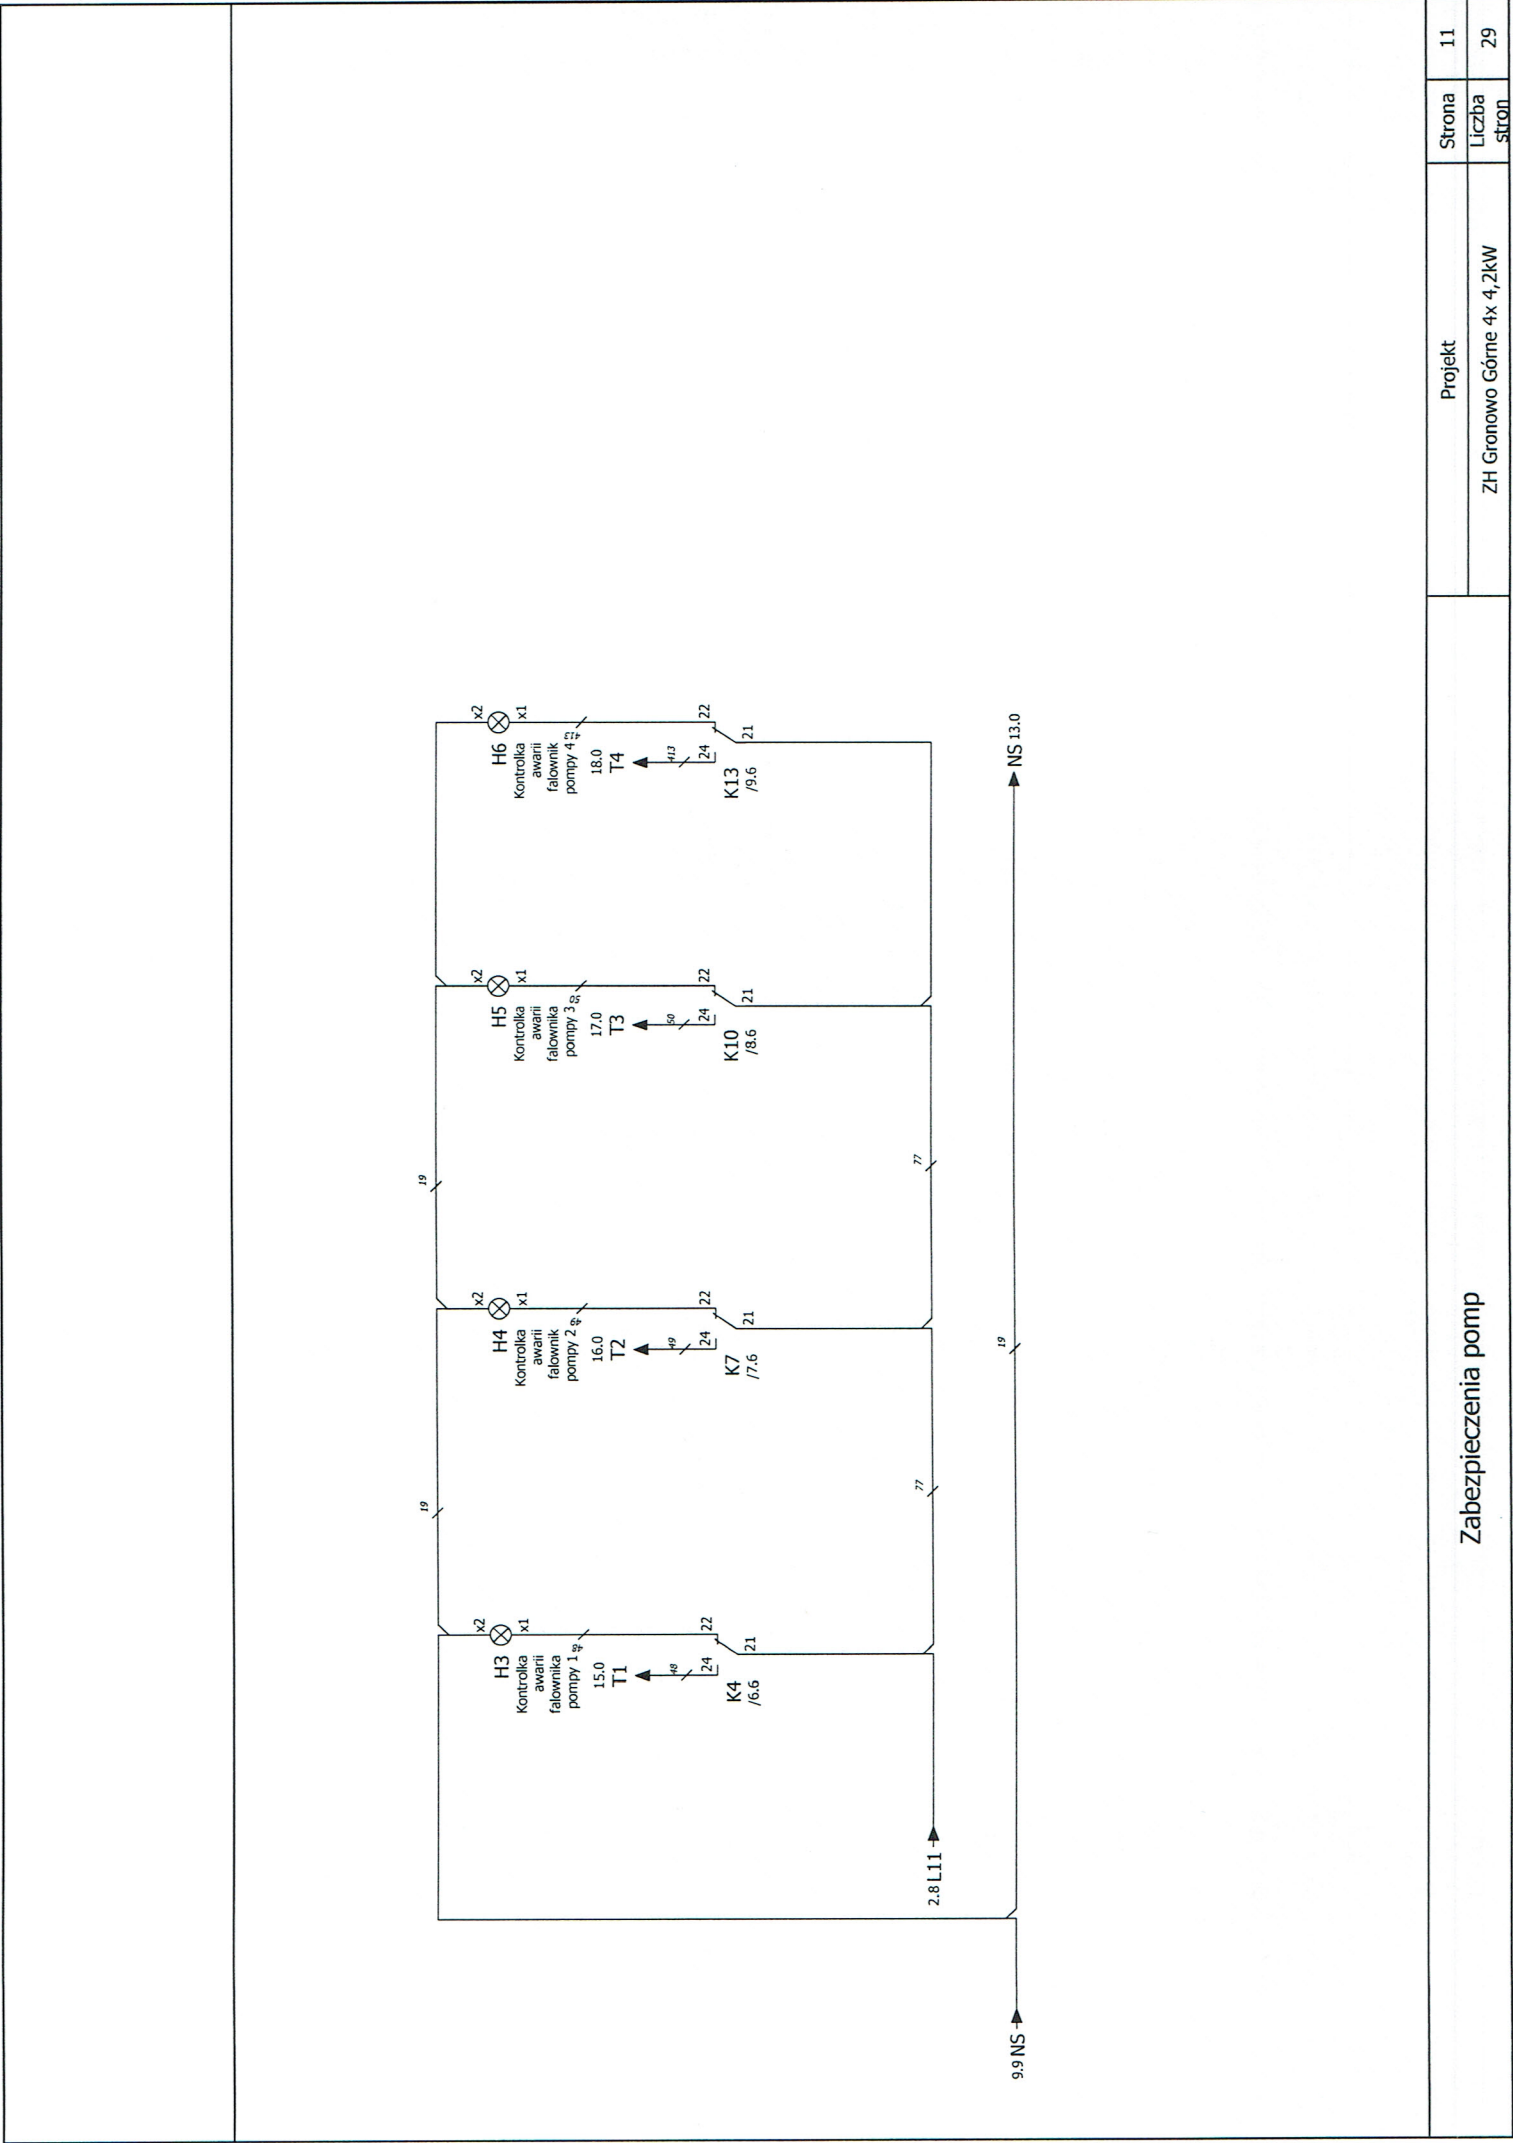 19
19
H3
x2
x1
Kontrolka
awarii
falownika
pompy 1
15.0
T1
48
24
22
21
K4
/6.6
H4
x2
x1
Kontrolka
awarii
falownik
pompy 2
16.0
T2
49
24
22
21
K7
/7.6
H5
x2
x1
Kontrolka
awarii
falownika
pompy 3
17.0
T3
50
24
22
21
K10
/8.6
H6
x2
x1
Kontrolka
awarii
falownik
pompy 4
18.0
T4
413
24
22
21
K13
/9.6
2.8 L11
77
77
9.9 NS
19
NS 13.0
Zabezpieczenia pomp
Projekt
ZH Gronowo Górne 4x 4,2kW
Strona
11
Liczba
stron
29